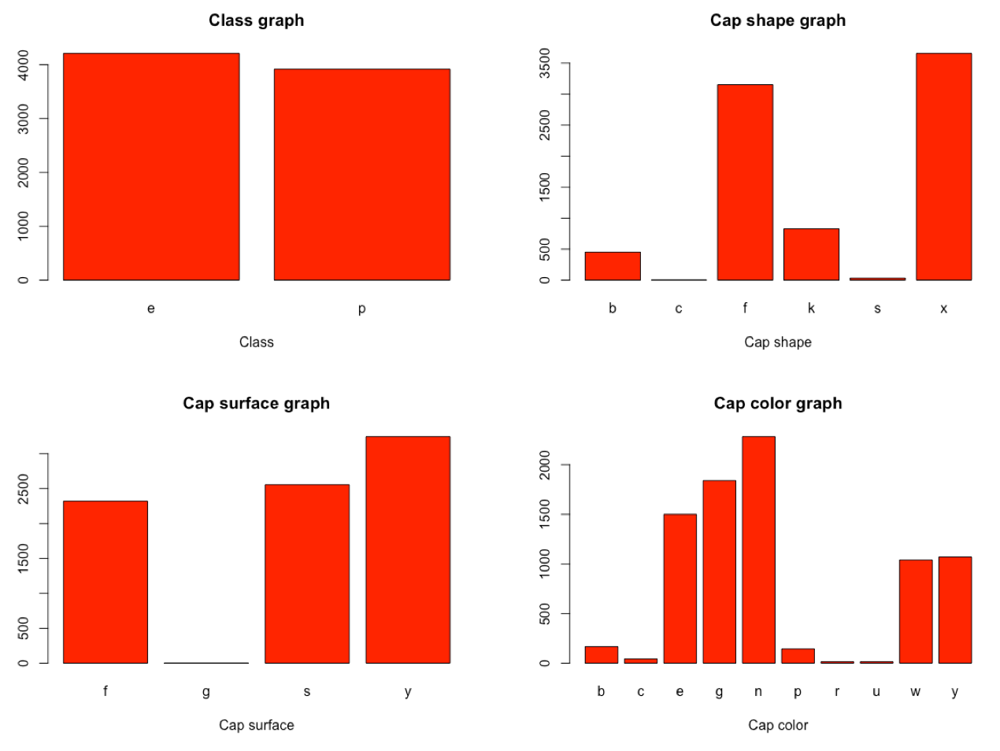 Class graph
4000
3000
2000
1000
0
e p
Class
Cap shape graph
3500
2500
1500
500
0
b c f k s x
Cap shape
Cap surface graph
2500
1500
500
0
f g s y
Cap surface
Cap color graph
2000
1500
1000
500
0
b c e g n p r u w y
Cap color